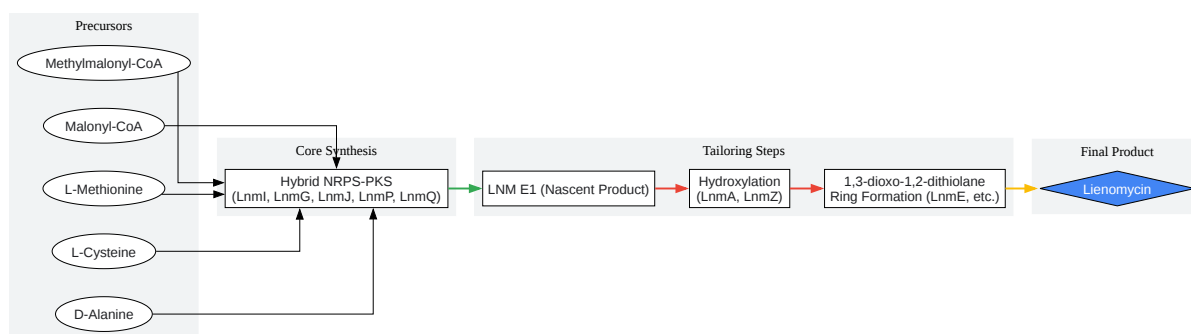 Precursors
Methylmalonyl-CoA
Malonyl-CoA
L-Methionine
L-Cysteine
D-Alanine
Core Synthesis
Hybrid NRPS-PKS
(LnmI, LnmG, LnmJ, LnmP, LnmQ)
Tailoring Steps
LNM E1 (Nascent Product)
Hydroxylation
(LnmA, LnmZ)
1,3-dioxo-1,2-dithiolane
Ring Formation (LnmE, etc.)
Final Product
Lienomycin